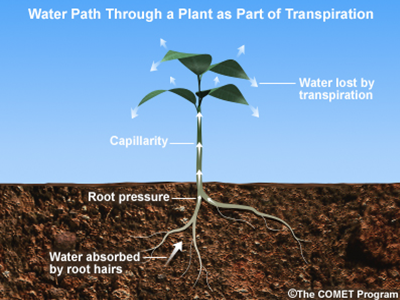 Water Path Through a Plant as Part of Transpiration
Water lost by
transpiration
Capillarity
Root pressure
Water absorbed
by root hairs
©The COMET Program